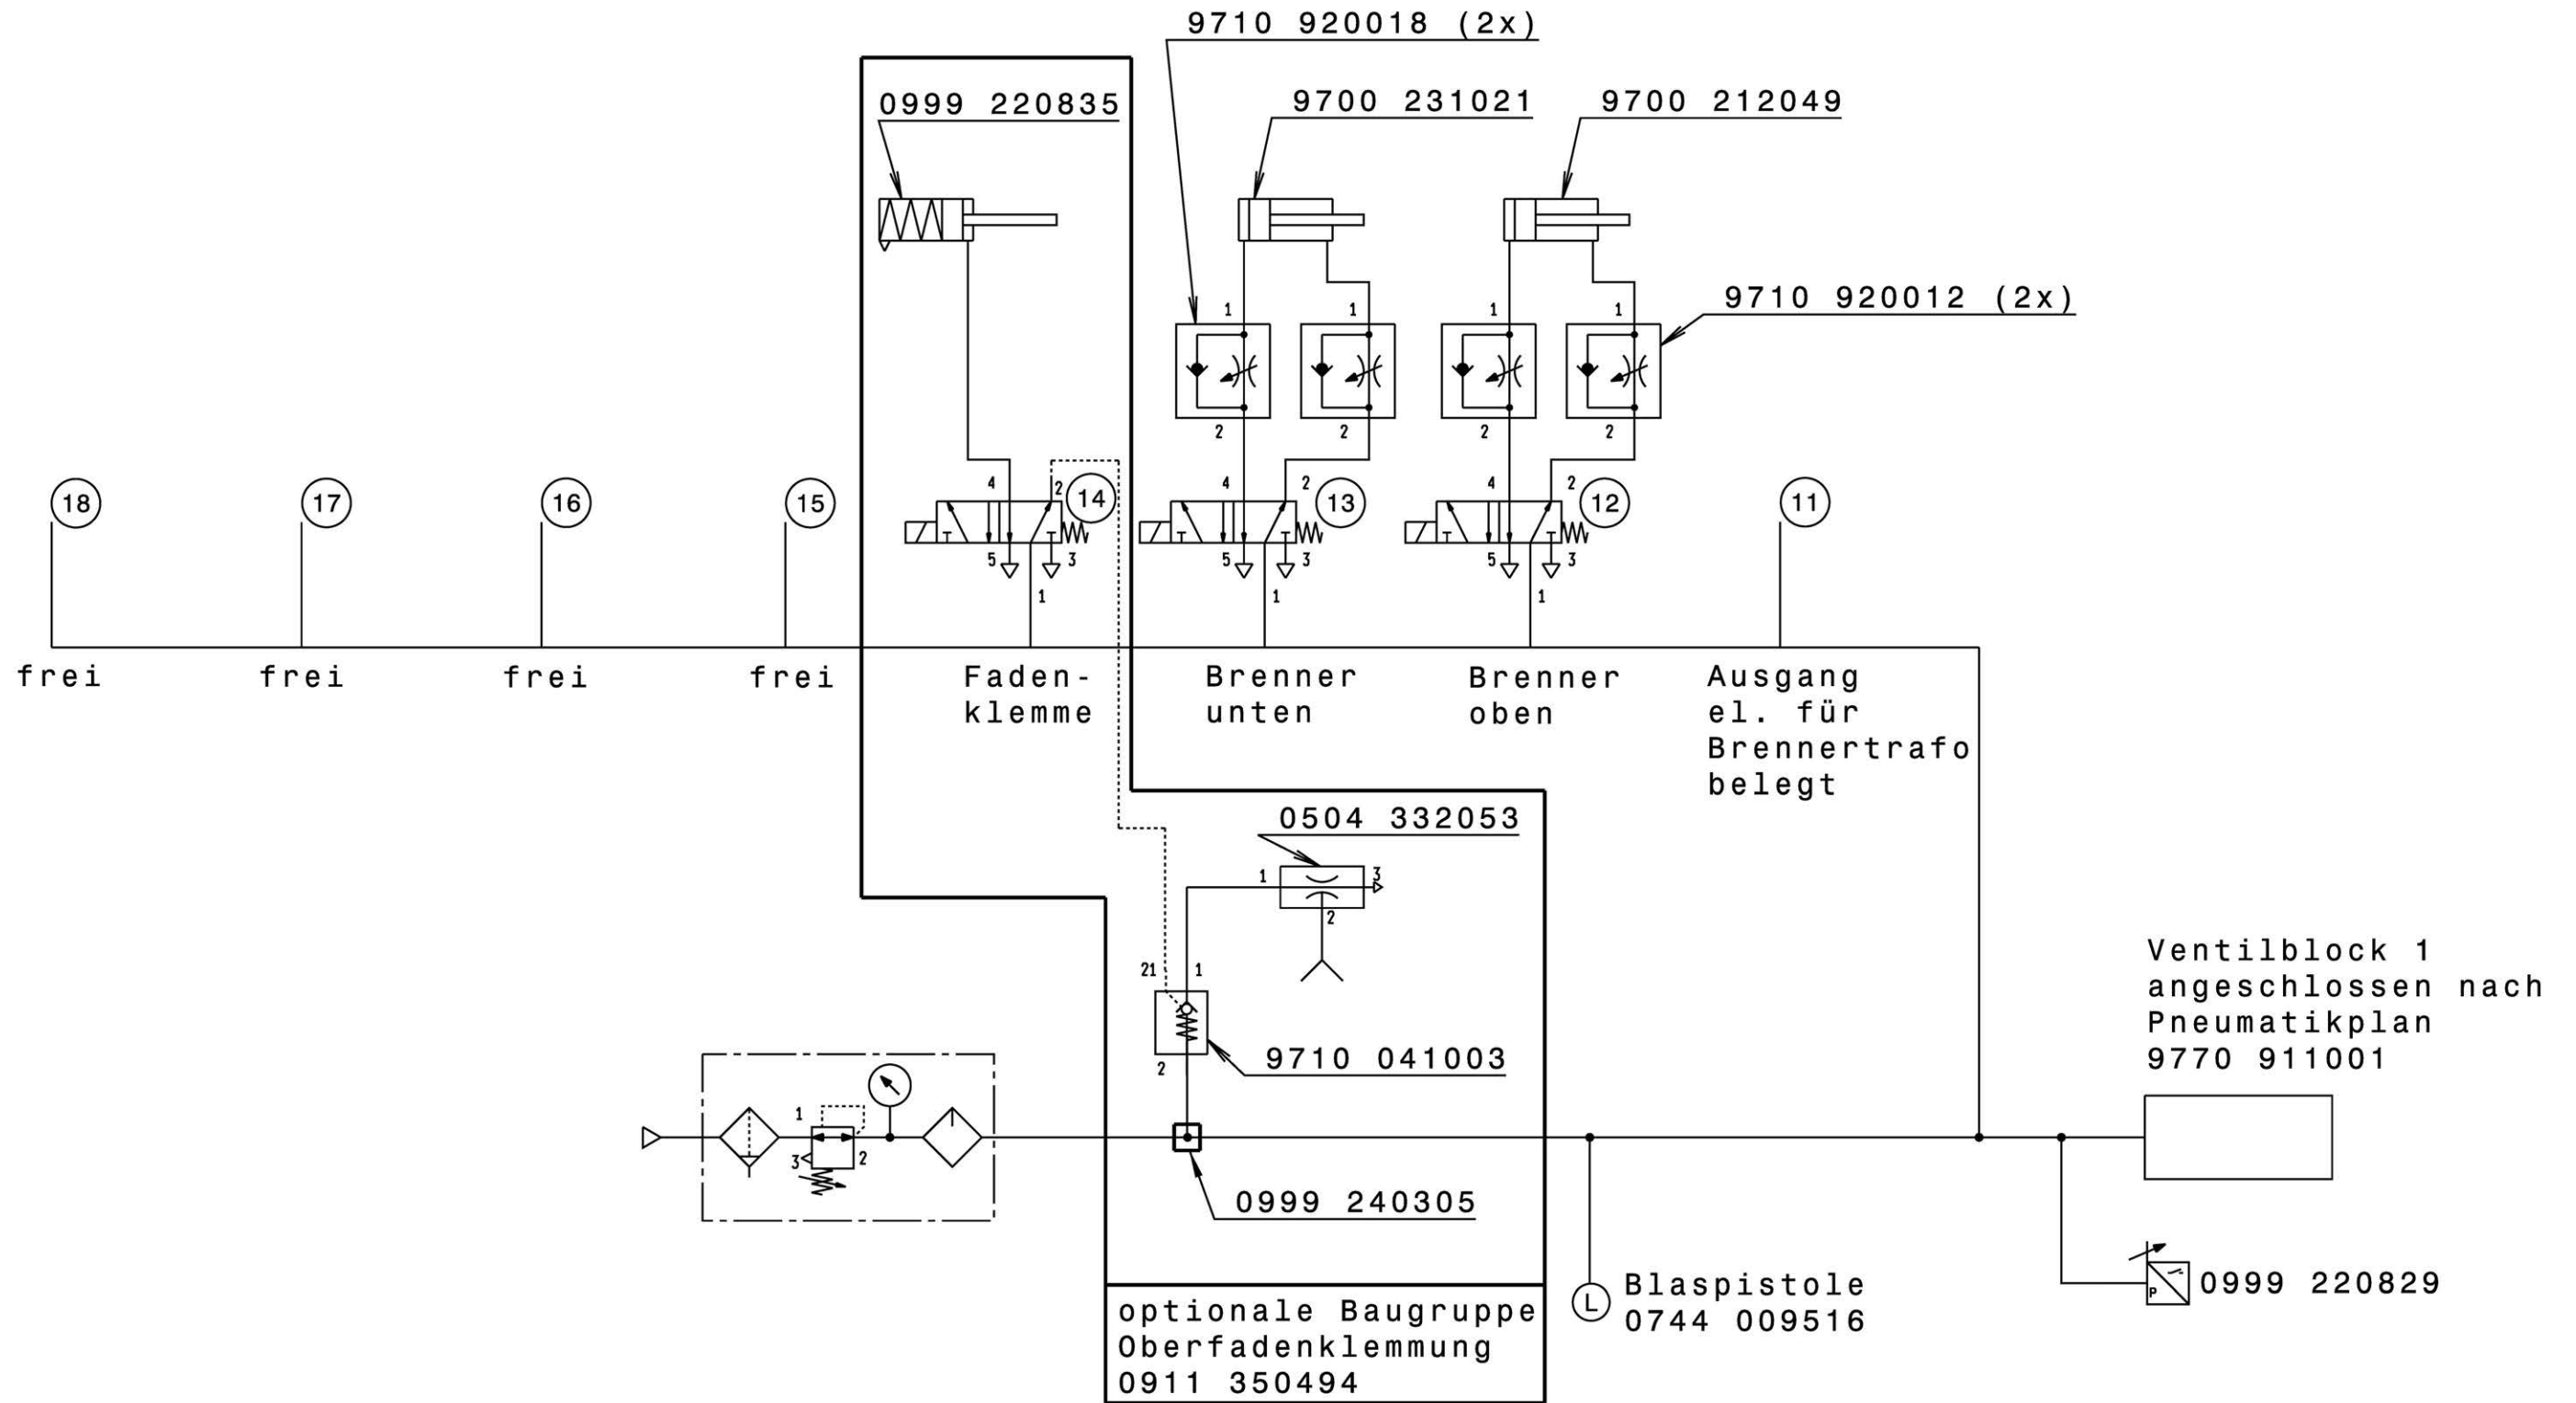 9710 920018 (2x)
0999 220835
9700 231021
9700 212049
9710 920012 (2x)
1
1
1
1
2
2
2
2
18
17
16
15
4
2
14
4
2
13
4
2
12
11
5
3
5
3
5
3
1
1
1
frei
frei
frei
frei
Faden-
klemme
Brenner
unten
Brenner
oben
Ausgang
el. für
Brennertrafo
belegt
0504 332053
1
3
2
21
1
2
9710 041003
Ventilblock 1
angeschlossen nach
Pneumatikplan
9770 911001
1
3
2
0999 240305
optionale Baugruppe
Oberfadenklemmung
0911 350494
L
Blaspistole
0744 009516
P
0999 220829